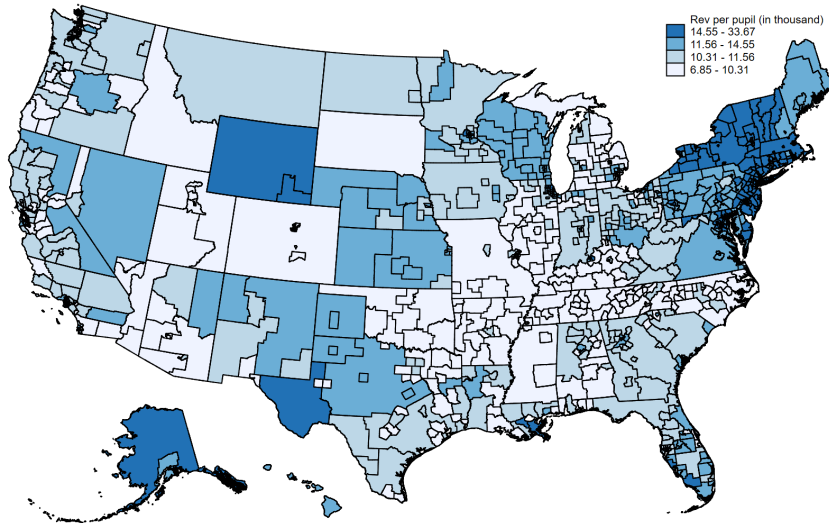 Rev per pupil (in thousand)
14.55 - 33.67
11.56 - 14.55
10.31 - 11.56
6.85 - 10.31